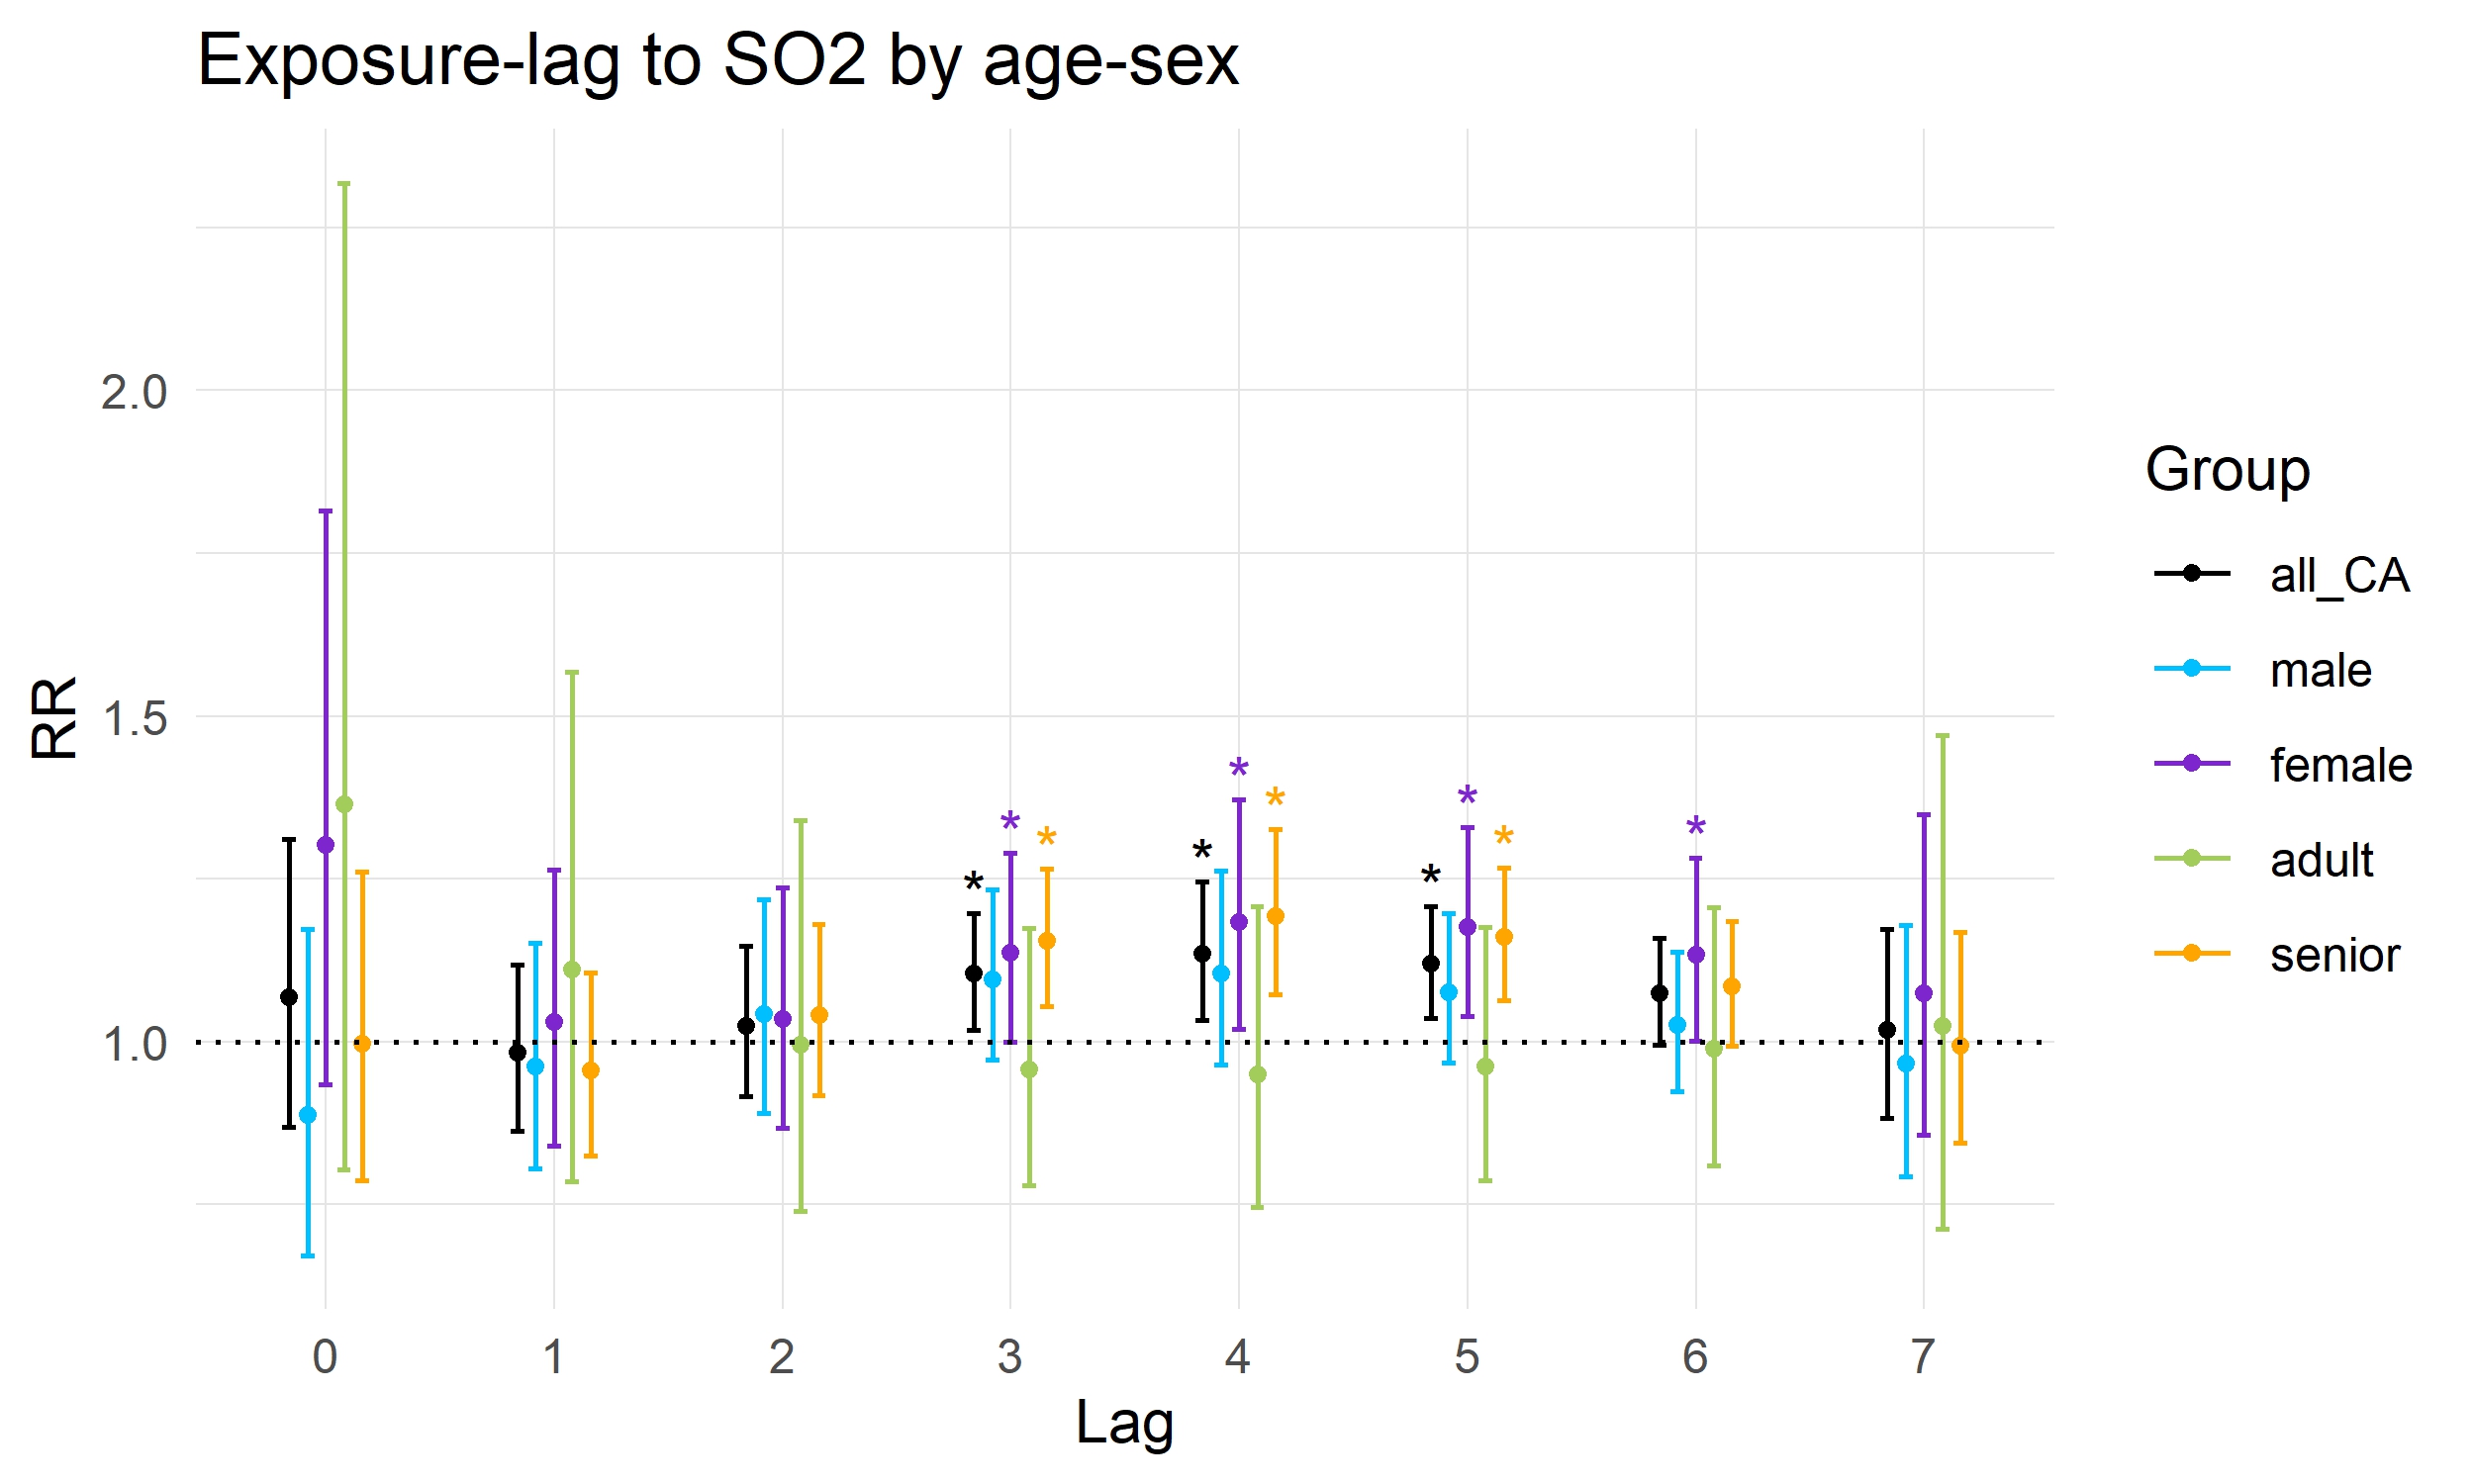 Exposure-lag to SO2 by age-sex
2.0
1.5
1.0
RR
* * *
* * *
* * *
*
0 1 2 3 4 5 6 7
Lag
Group
all_CA
male
female
adult
senior